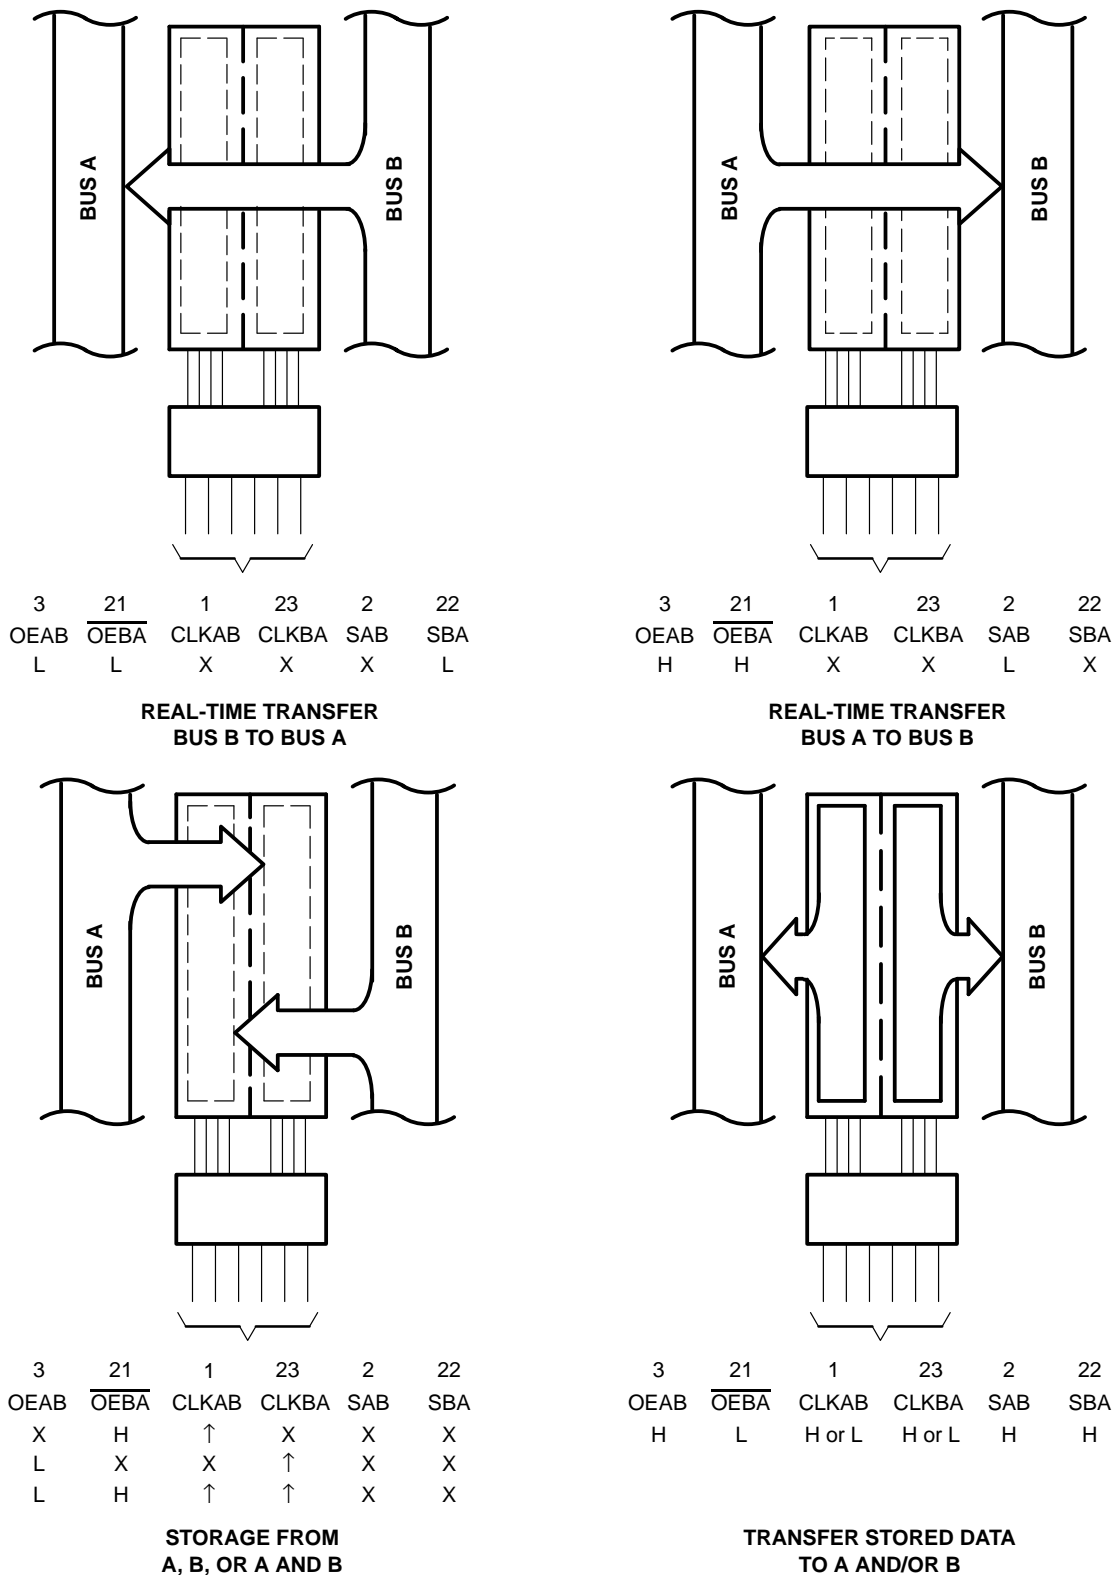 BUS A
BUS B
BUS A
BUS B
3 21 1 23 2 22
OEAB OEBA CLKAB CLKBA SAB SBA
L L X X X L
REAL-TIME TRANSFER
BUS B TO BUS A
3 21 1 23 2 22
OEAB OEBA CLKAB CLKBA SAB SBA
H H X X L X
REAL-TIME TRANSFER
BUS A TO BUS B
BUS A
BUS B
BUS A
BUS B
3 21 1 23 2 22
OEAB OEBA CLKAB CLKBA SAB SBA
X H ↑ X X X
L X X ↑ X X
L H ↑ ↑ X X
STORAGE FROM
A, B, OR A AND B
3 21 1 23 2 22
OEAB OEBA CLKAB CLKBA SAB SBA
H L H or L H or L H H
TRANSFER STORED DATA
TO A AND/OR B